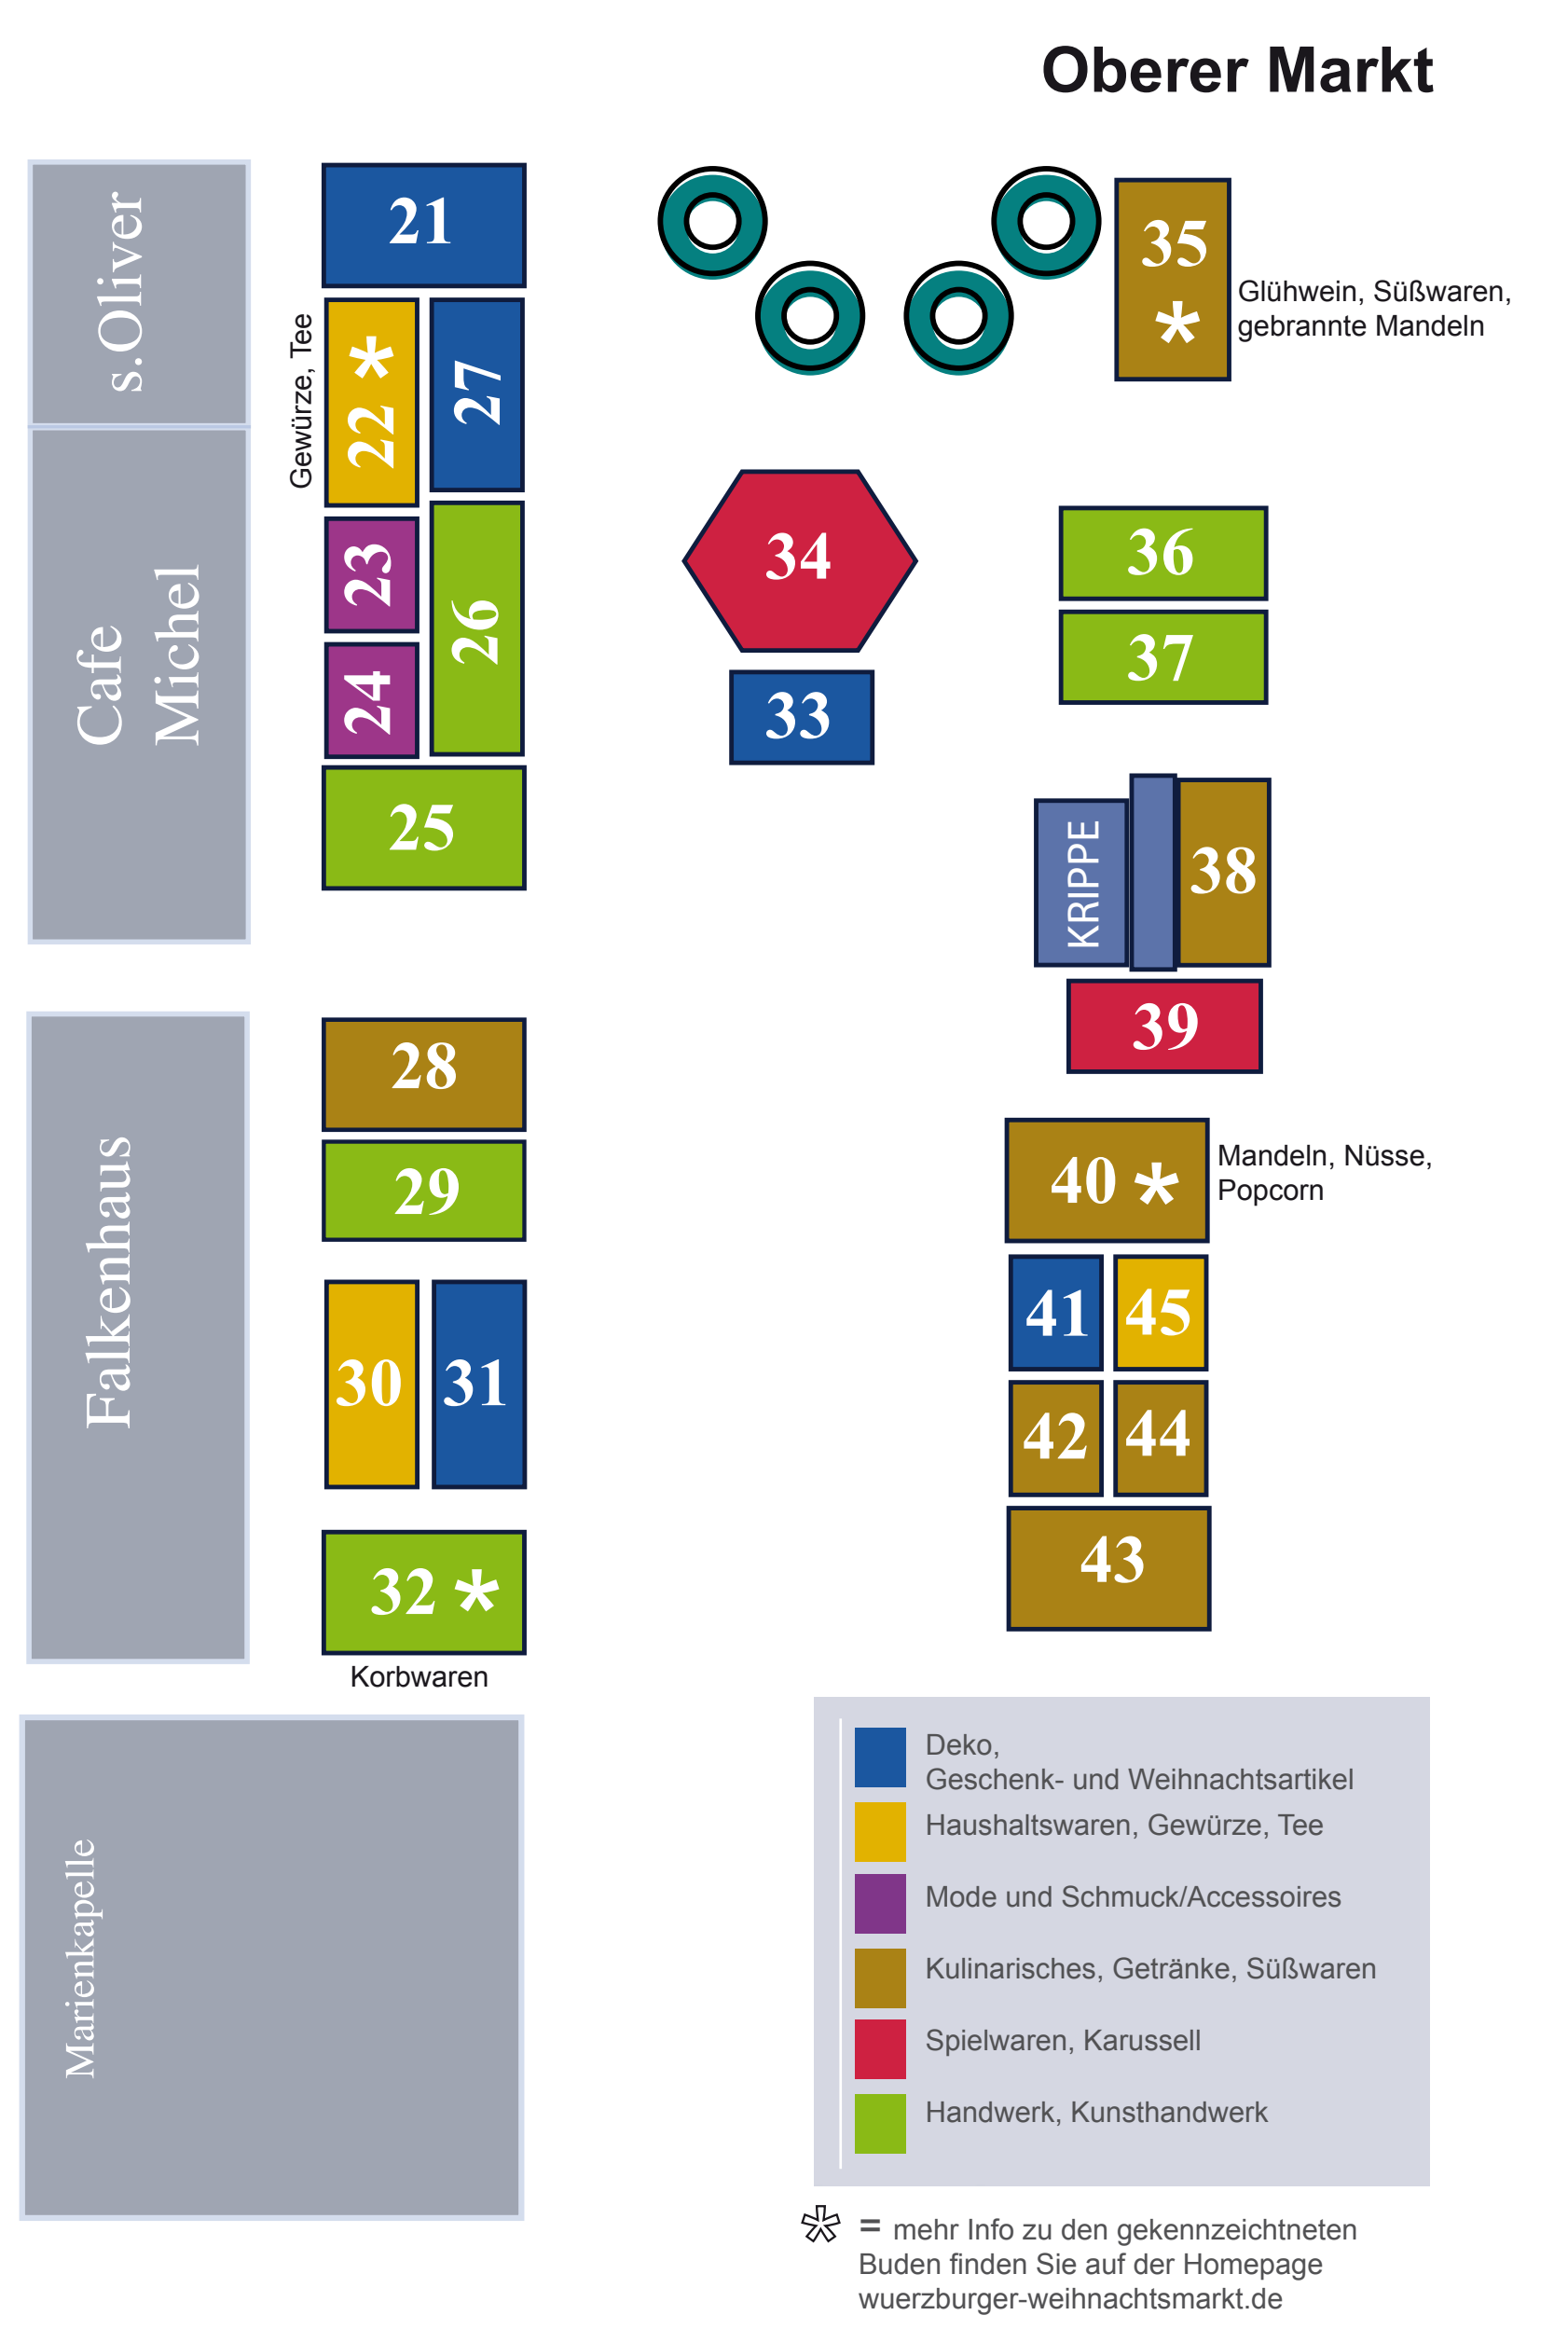 Oberer Markt
s.Oliver
21
35
*
Glühwein, Süßwaren,
gebrannte Mandeln
Gewürze, Tee
22 *
27
Cafe
Michel
23
26
24
25
34
33
36
37
KRIPPE
38
39
Falkenhaus
28
29
30
31
32 *
Korbwaren
40 *
Mandeln, Nüsse,
Popcorn
41
45
42
44
43
Marienkapelle
Deko,
Geschenk- und Weihnachtsartikel
Haushaltswaren, Gewürze, Tee
Mode und Schmuck/Accessoires
Kulinarisches, Getränke, Süßwaren
Spielwaren, Karussell
Handwerk, Kunsthandwerk
* = mehr Info zu den gekennzeichtneten
Buden finden Sie auf der Homepage
wuerzburger-weihnachtsmarkt.de